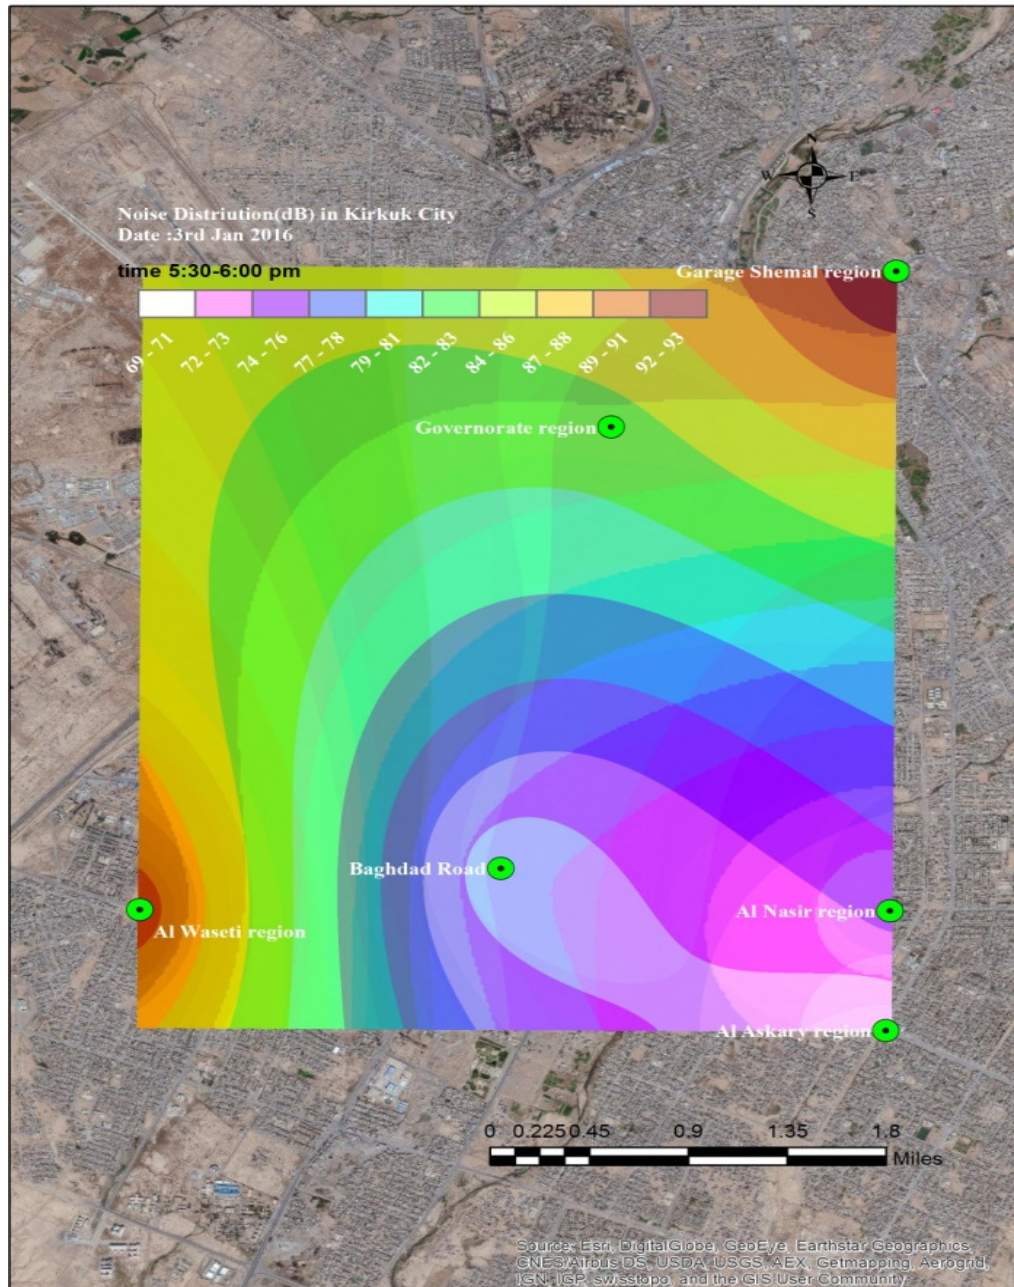 N
W E
S
Noise Distriution(dB) in Kirkuk City
Date :3rd Jan 2016
time 5:30-6:00 pm
Garage Shemal region
69 - 71
72 - 73
74 - 76
77 - 78
79 - 81
82 - 83
84 - 86
87 - 88
89 - 91
92 - 93
Governorate region
Baghdad Road
Al Nasir region
Al Waseti region
Al Askary region
0 0.225 0.45 0.9 1.35 1.8
Miles
Source: Esri, DigitalGlobe, GeoEye, Earthstar Geographics,
CNES/Airbus DS, USDA, USGS, AEX, Getmapping, Aerogrid,
IGN, IGP, swisstopo, and the GIS User Community